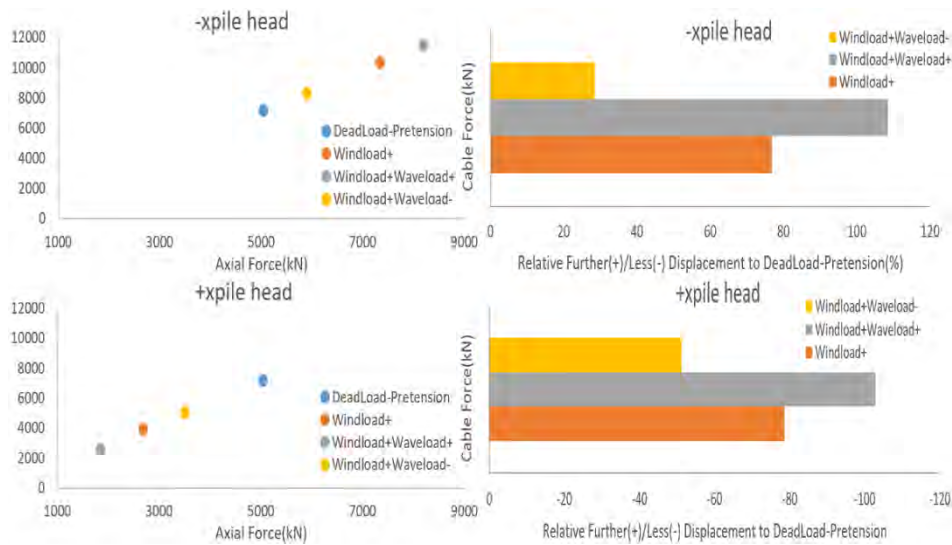 -xpile head
12000
10000
8000
6000
4000
2000
0
DeadLoad-Pretension
Windload+
Windload+Waveload+
Windload+Waveload-
1000
3000
5000
7000
9000
Axial Force(kN)
-xpile head
Cable Force(kN)
Windload+Waveload-
Windload+Waveload+
Windload+
0
20
40
60
80
100
120
Relative Further(+)/Less(-) Displacement to DeadLoad-Pretension(%)
+xpile head
12000
10000
8000
6000
4000
2000
0
DeadLoad-Pretension
Windload+
Windload+Waveload+
Windload+Waveload-
1000
3000
5000
7000
9000
Axial Force(kN)
+xpile head
Cable Force(kN)
Windload+Waveload-
Windload+Waveload+
Windload+
0
-20
-40
-60
-80
-100
-120
Relative Further(+)/Less(-) Displacement to DeadLoad-Pretension